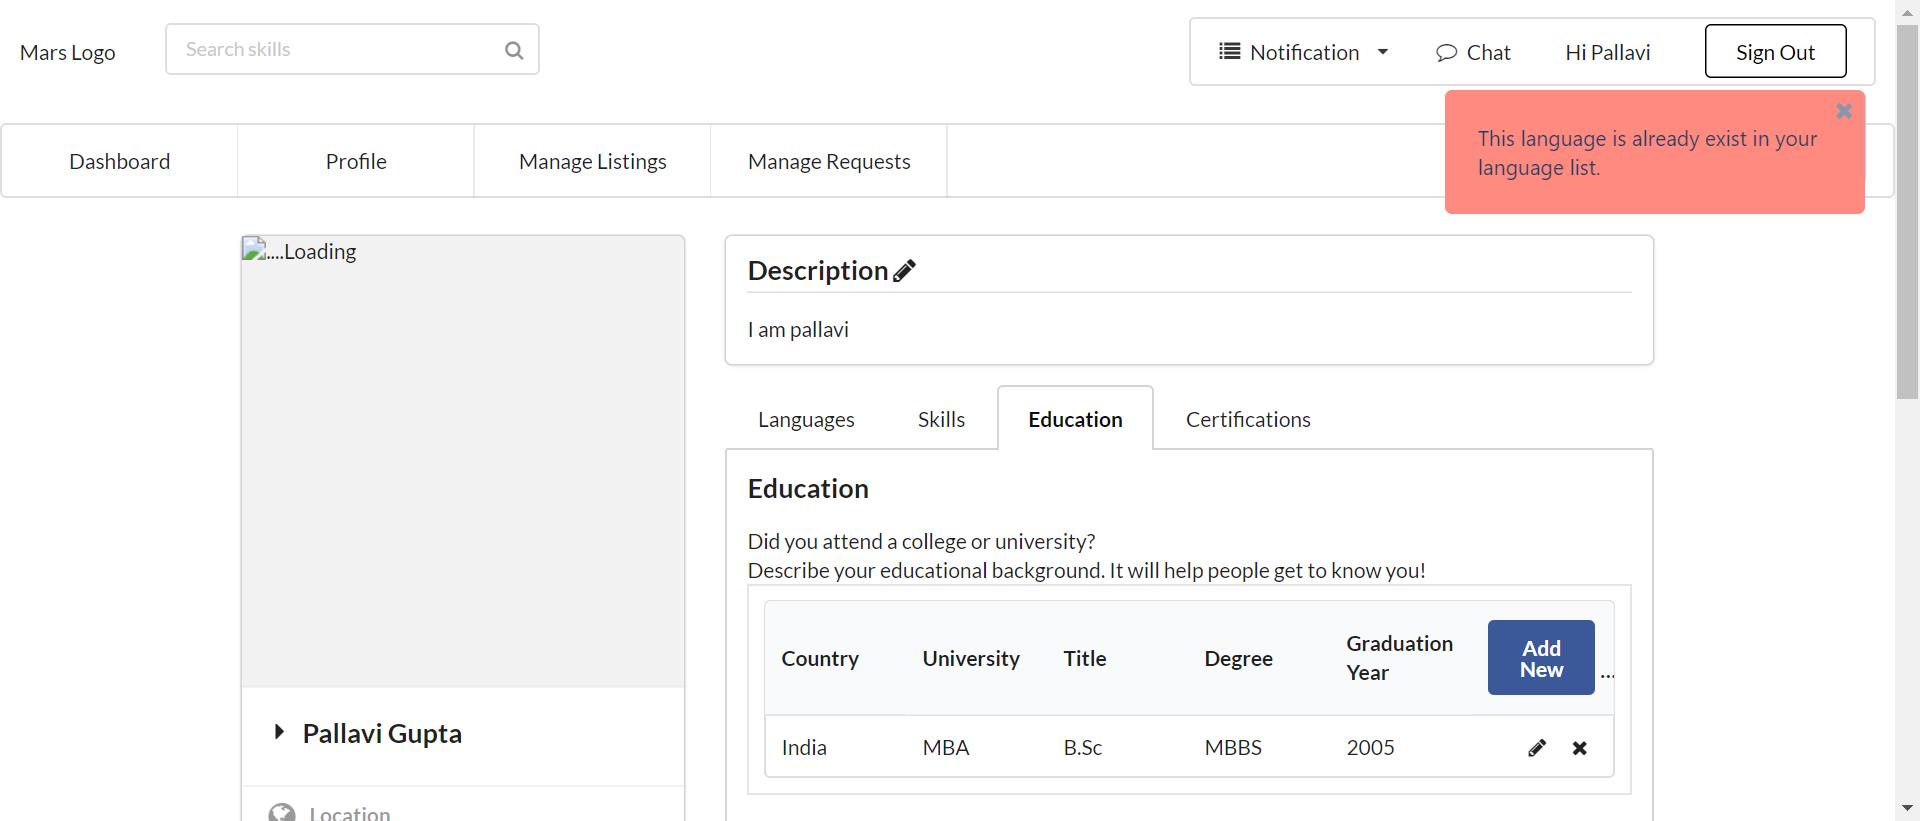 Mars Logo
Search skills
Notification
Chat
Hi Pallavi
Sign Out
This language is already exist in your
language list.
Dashboard
Profile
Manage Listings
Manage Requests
....Loading
Description
I am pallavi
Languages
Skills
Education
Certifications
Education
Did you attend a college or university?
Describe your educational background. It will help people get to know you!
Country
University
Title
Degree
Graduation
Year
Add
New
...
India
MBA
B.Sc
MBBS
2005
Pallavi Gupta
Location